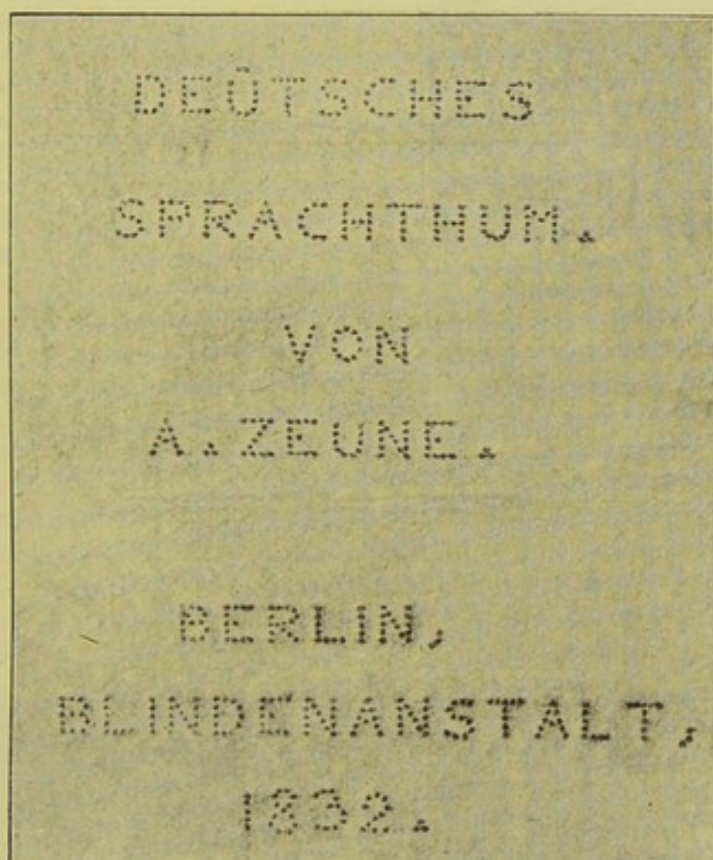 DEÜTSCHES
SPRACHTHUM.
VON
A.ZEUNE.
BERLIN,
BLINDENANSTALT,
1832.